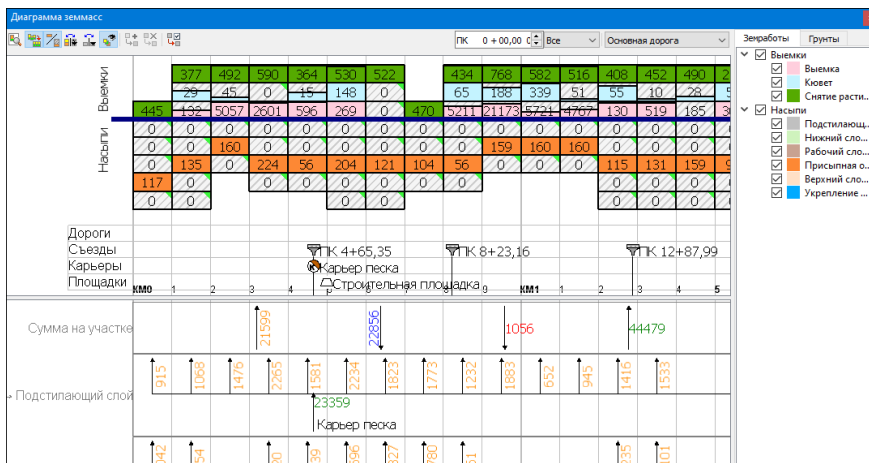 Диаграмма земмасс
ПК 0 + 00,00 Все Основная дорога
Земработы Грунты
Выемки
Выемка
Кювет
Снятие расти...
Насыпи
Подстилающ...
Нижний сло...
Рабочий сло...
Присыпная о...
Верхний сло...
Укрепление ...
Выемки
377 492 590 364 530 522 434 768 582 516 408 452 490
29 45 0 15 148 0 65 188 339 51 55 10 28
445 132 5057 2601 596 269 0 470 5211 21173 5721 4767 130 519 185
Насыпи
0 0 0 0 0 0 0 0 0 0 0 0 0 0 0
0 0 160 0 0 0 0 0 0 159 160 160 0 0 0
0 135 0 224 56 204 121 104 56 0 0 0 115 131 159
117 0 0 0 0 0 0 0 0 0 0
0 0 0 0 0 0 0
Дороги
Съезды ПК 4+65,35 ПК 8+23,16 ПК 12+87,99
Карьеры Карьер песка
Площадки Строительная площадка
КМ0 1 2 3 4 5 6 7 8 9 КМ1 1 2 3 4 5
Сумма на участке 21599 22856 1056 44479
Подстилающий слой 915 1068 1476 2265 1581 2234 1823 1773 1232 1883 652 945 1416 1533
23359
Карьер песка